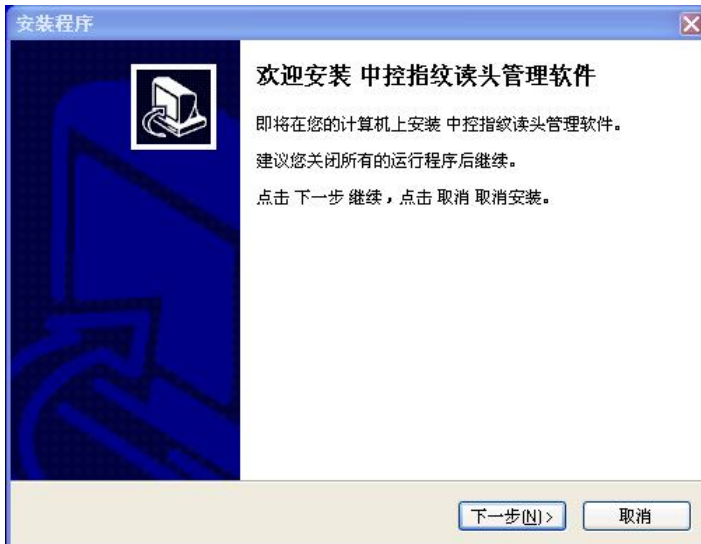 安装程序
欢迎安装 中控指纹读头管理软件
即将在您的计算机上安装 中控指纹读头管理软件。
建议您关闭所有的运行程序后继续。
点击 下一步 继续，点击 取消 取消安装。
下一步(N)> 取消